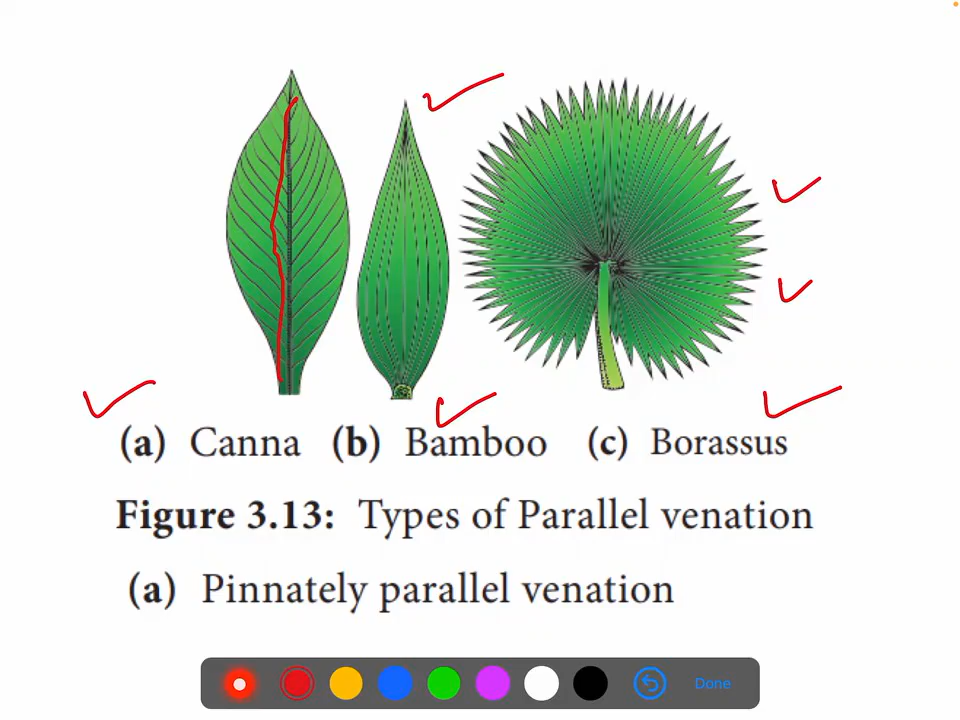 (a) Canna (b) Bamboo (c) Borassus
Figure 3.13: Types of Parallel venation
(a) Pinnately parallel venation
Done